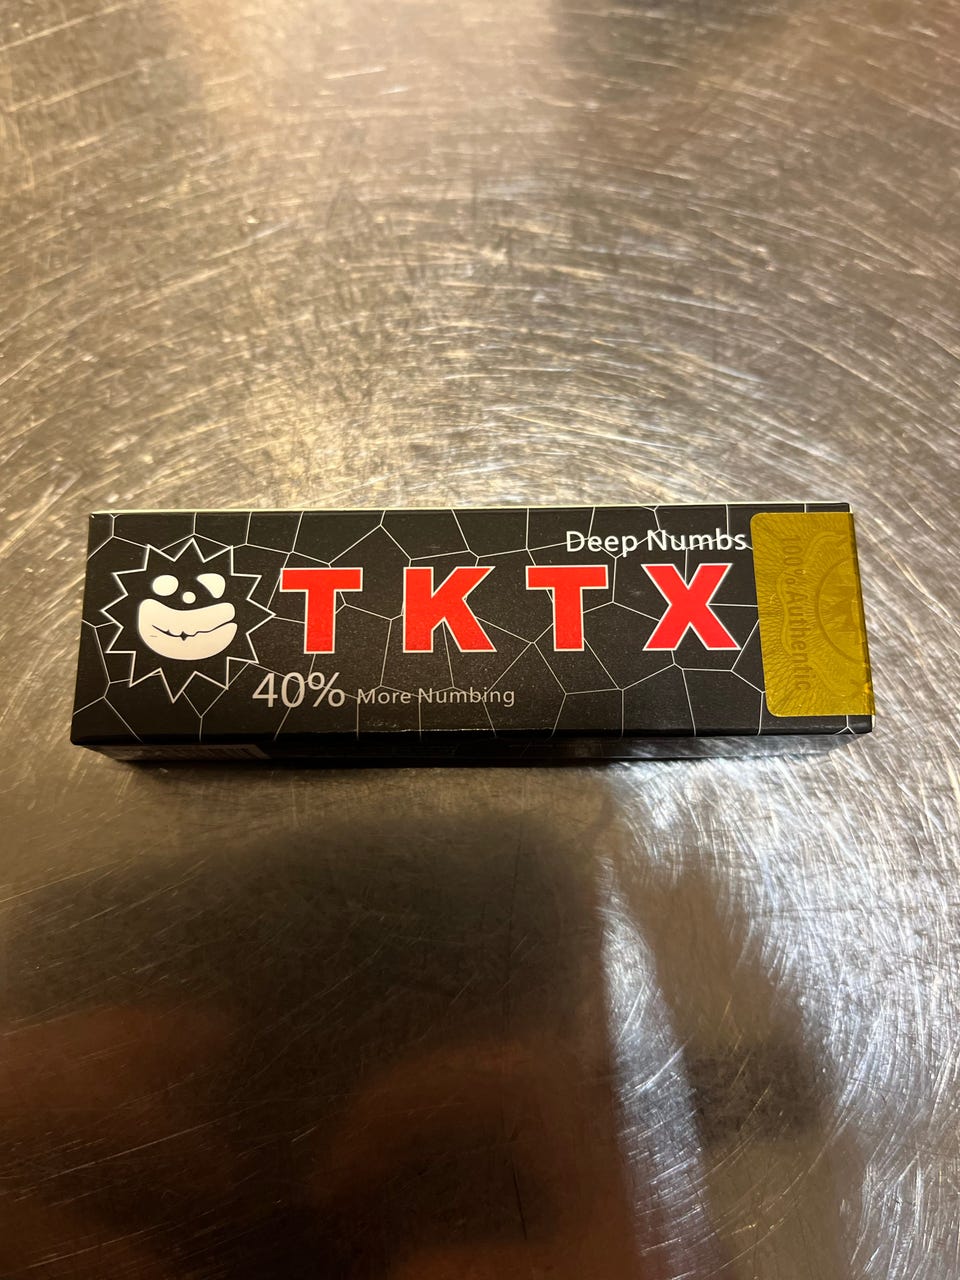 Deep Numbs
TKTX
40% More Numbing
100% Authentic